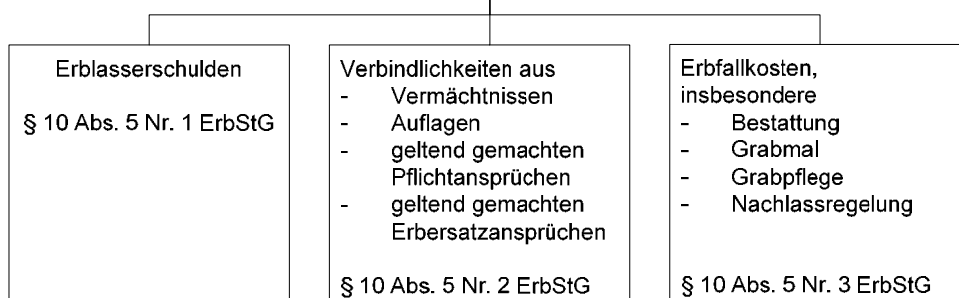 Erblasserschulden
§ 10 Abs. 5 Nr. 1 ErbStG
Verbindlichkeiten aus
- Vermächtnissen
- Auflagen
- geltend gemachten
Pflichtansprüchen
- geltend gemachten
Erbersatzansprüchen
§ 10 Abs. 5 Nr. 2 ErbStG
Erbfallkosten,
insbesondere
- Bestattung
- Grabmal
- Grabpflege
- Nachlassregelung
§ 10 Abs. 5 Nr. 3 ErbStG